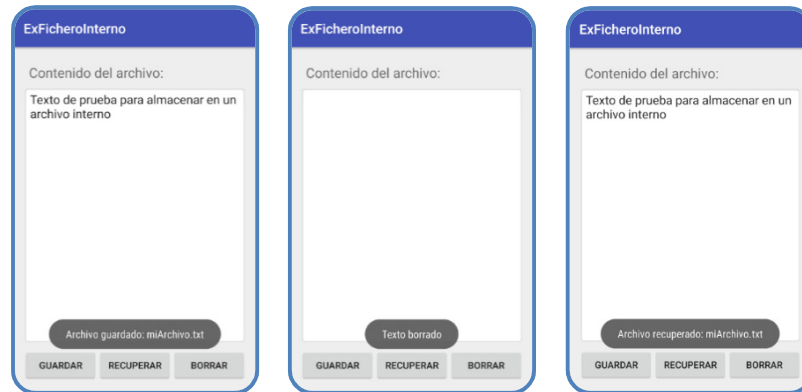 ExFicheroInterno
Contenido del archivo:
Texto de prueba para almacenar en un
archivo interno
Archivo guardado: miArchivo.txt
GUARDAR RECUPERAR BORRAR
ExFicheroInterno
Contenido del archivo:
Texto borrado
GUARDAR RECUPERAR BORRAR
ExFicheroInterno
Contenido del archivo:
Texto de prueba para almacenar en un
archivo interno
Archivo recuperado: miArchivo.txt
GUARDAR RECUPERAR BORRAR